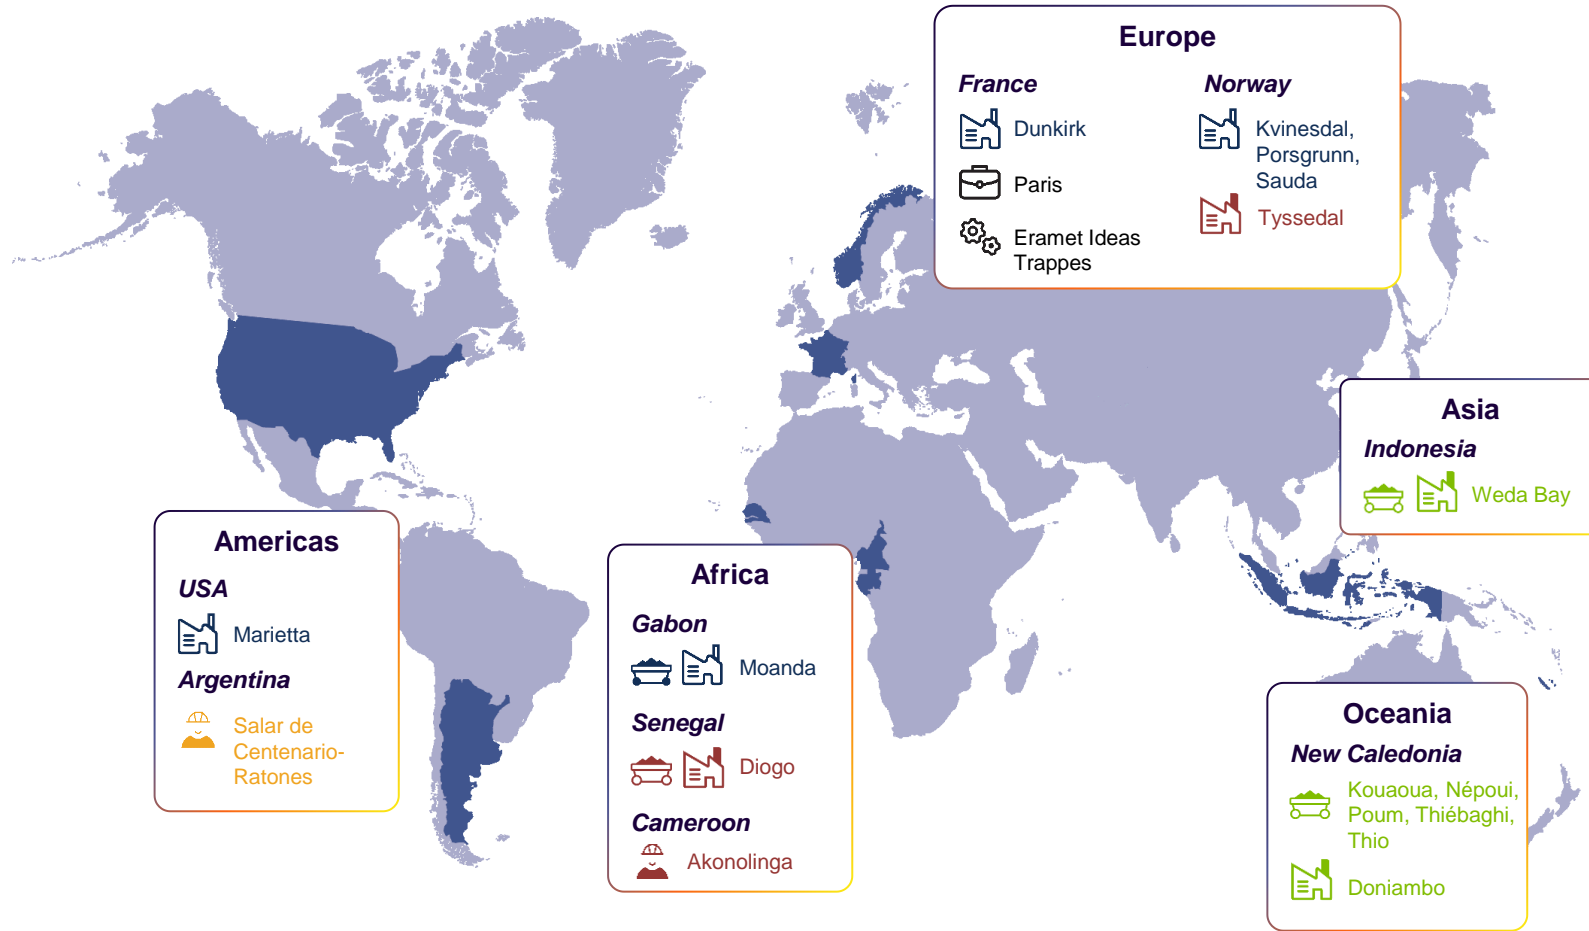 Europe
France
Dunkirk
Paris
Eramet Ideas
Trappes
Norway
Kvinesdal,
Porsgrunn,
Sauda
Tyssedal
Asia
Indonesia
Weda Bay
Americas
USA
Marietta
Argentina
Salar de
Centenario-
Ratones
Africa
Gabon
Moanda
Senegal
Diogo
Cameroon
Akonolinga
Oceania
New Caledonia
Kouaoua, Népoui,
Poum, Thiébaghi,
Thio
Doniambo